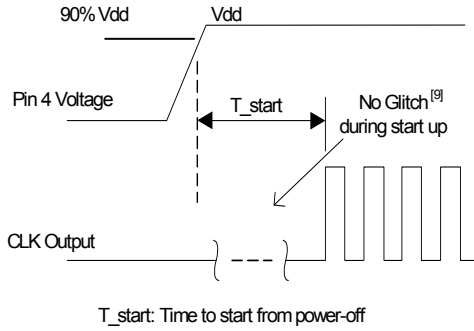 90% Vdd
Vdd
Pin 4 Voltage
T_start
No Glitch [9]
during start up
CLK Output
T_start: Time to start from power-off